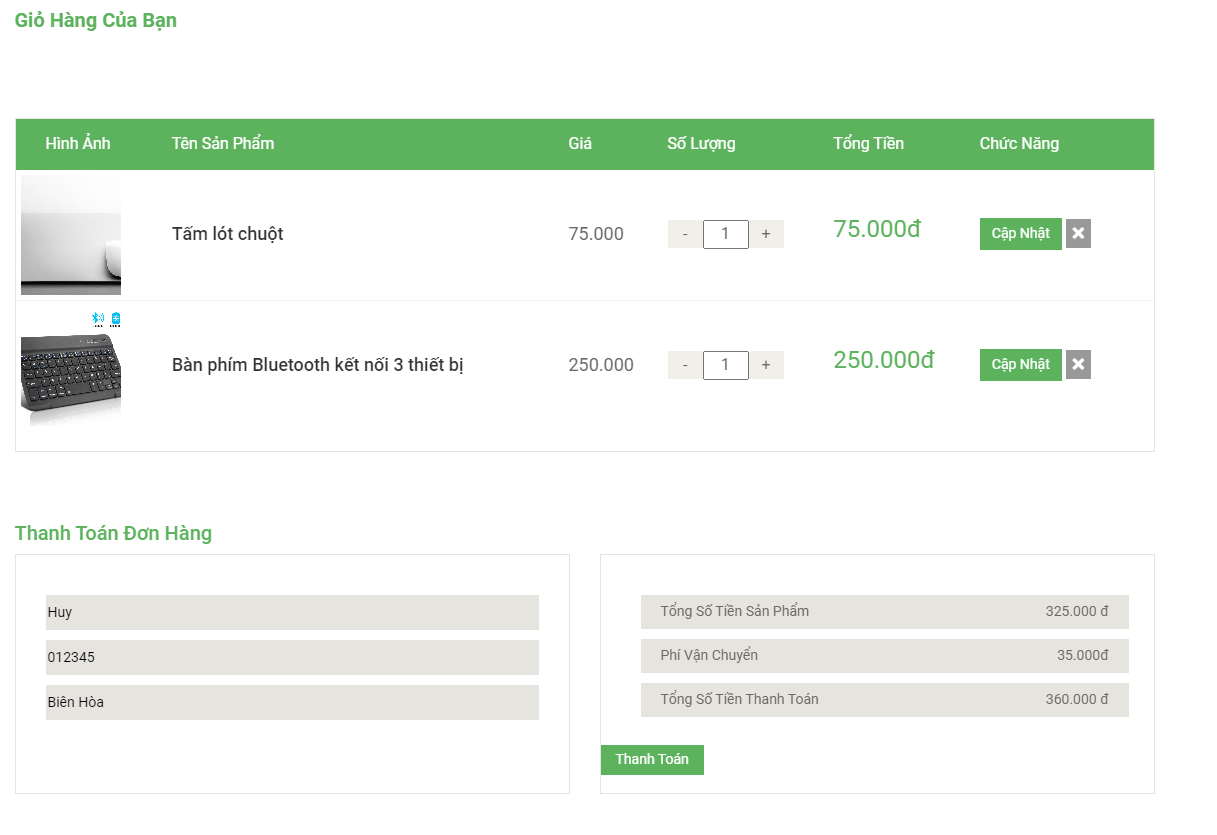 Giỏ Hàng Của Bạn
Hình Ảnh Tên Sản Phẩm Giá Số Lượng Tổng Tiền Chức Năng
Tấm lót chuột 75.000 - 1 + 75.000đ Cập Nhật ✖
Bàn phím Bluetooth kết nối 3 thiết bị 250.000 - 1 + 250.000đ Cập Nhật ✖
Thanh Toán Đơn Hàng
Huy
012345
Biên Hòa
Tổng Số Tiền Sản Phẩm 325.000 đ
Phí Vận Chuyển 35.000đ
Tổng Số Tiền Thanh Toán 360.000 đ
Thanh Toán